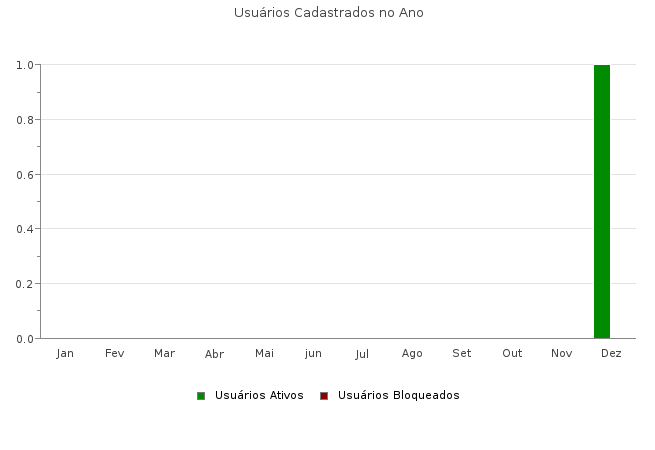 Usuários Cadastrados no Ano
1.0
0.8
0.6
0.4
0.2
0.0
Jan Fev Mar Abr Mai jun Jul Ago Set Out Nov Dez
Usuários Ativos Usuários Bloqueados